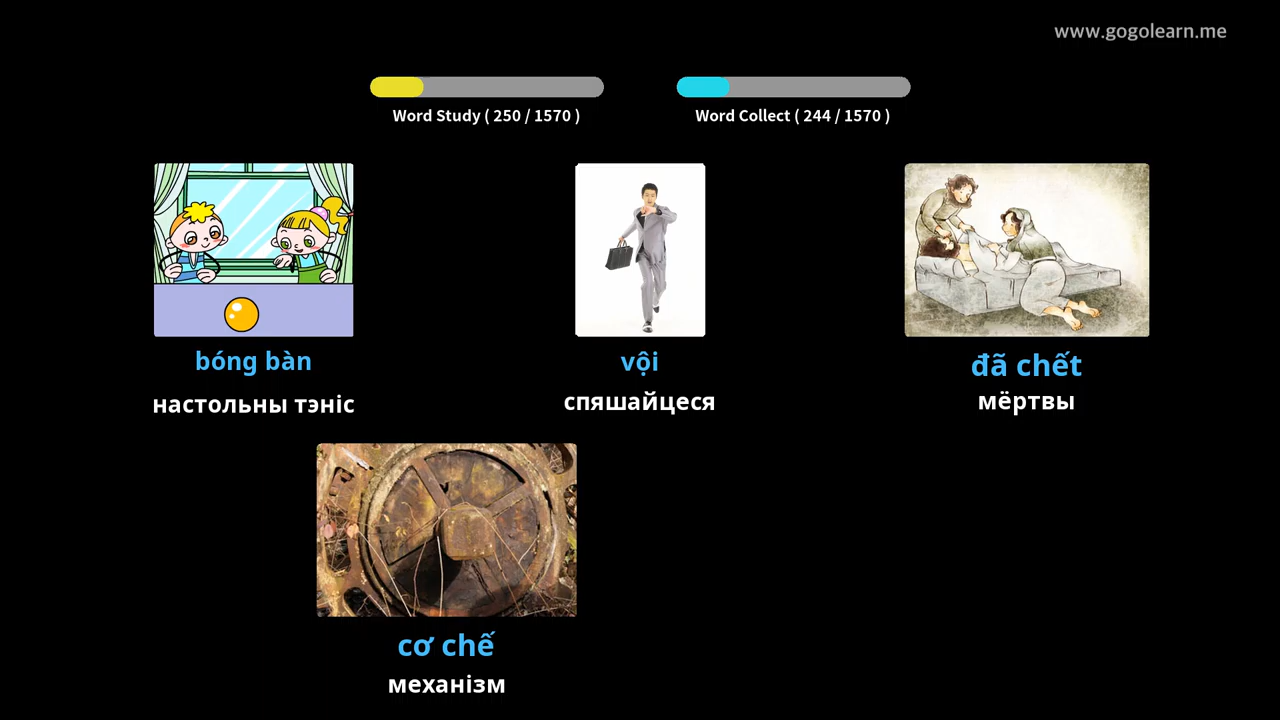 www.gogolearn.me
Word Study ( 250 / 1570 )
Word Collect ( 244 / 1570 )
bóng bàn
настольны тэніс
vội
спяшайцеся
đã chết
мёртвы
cơ chế
механізм